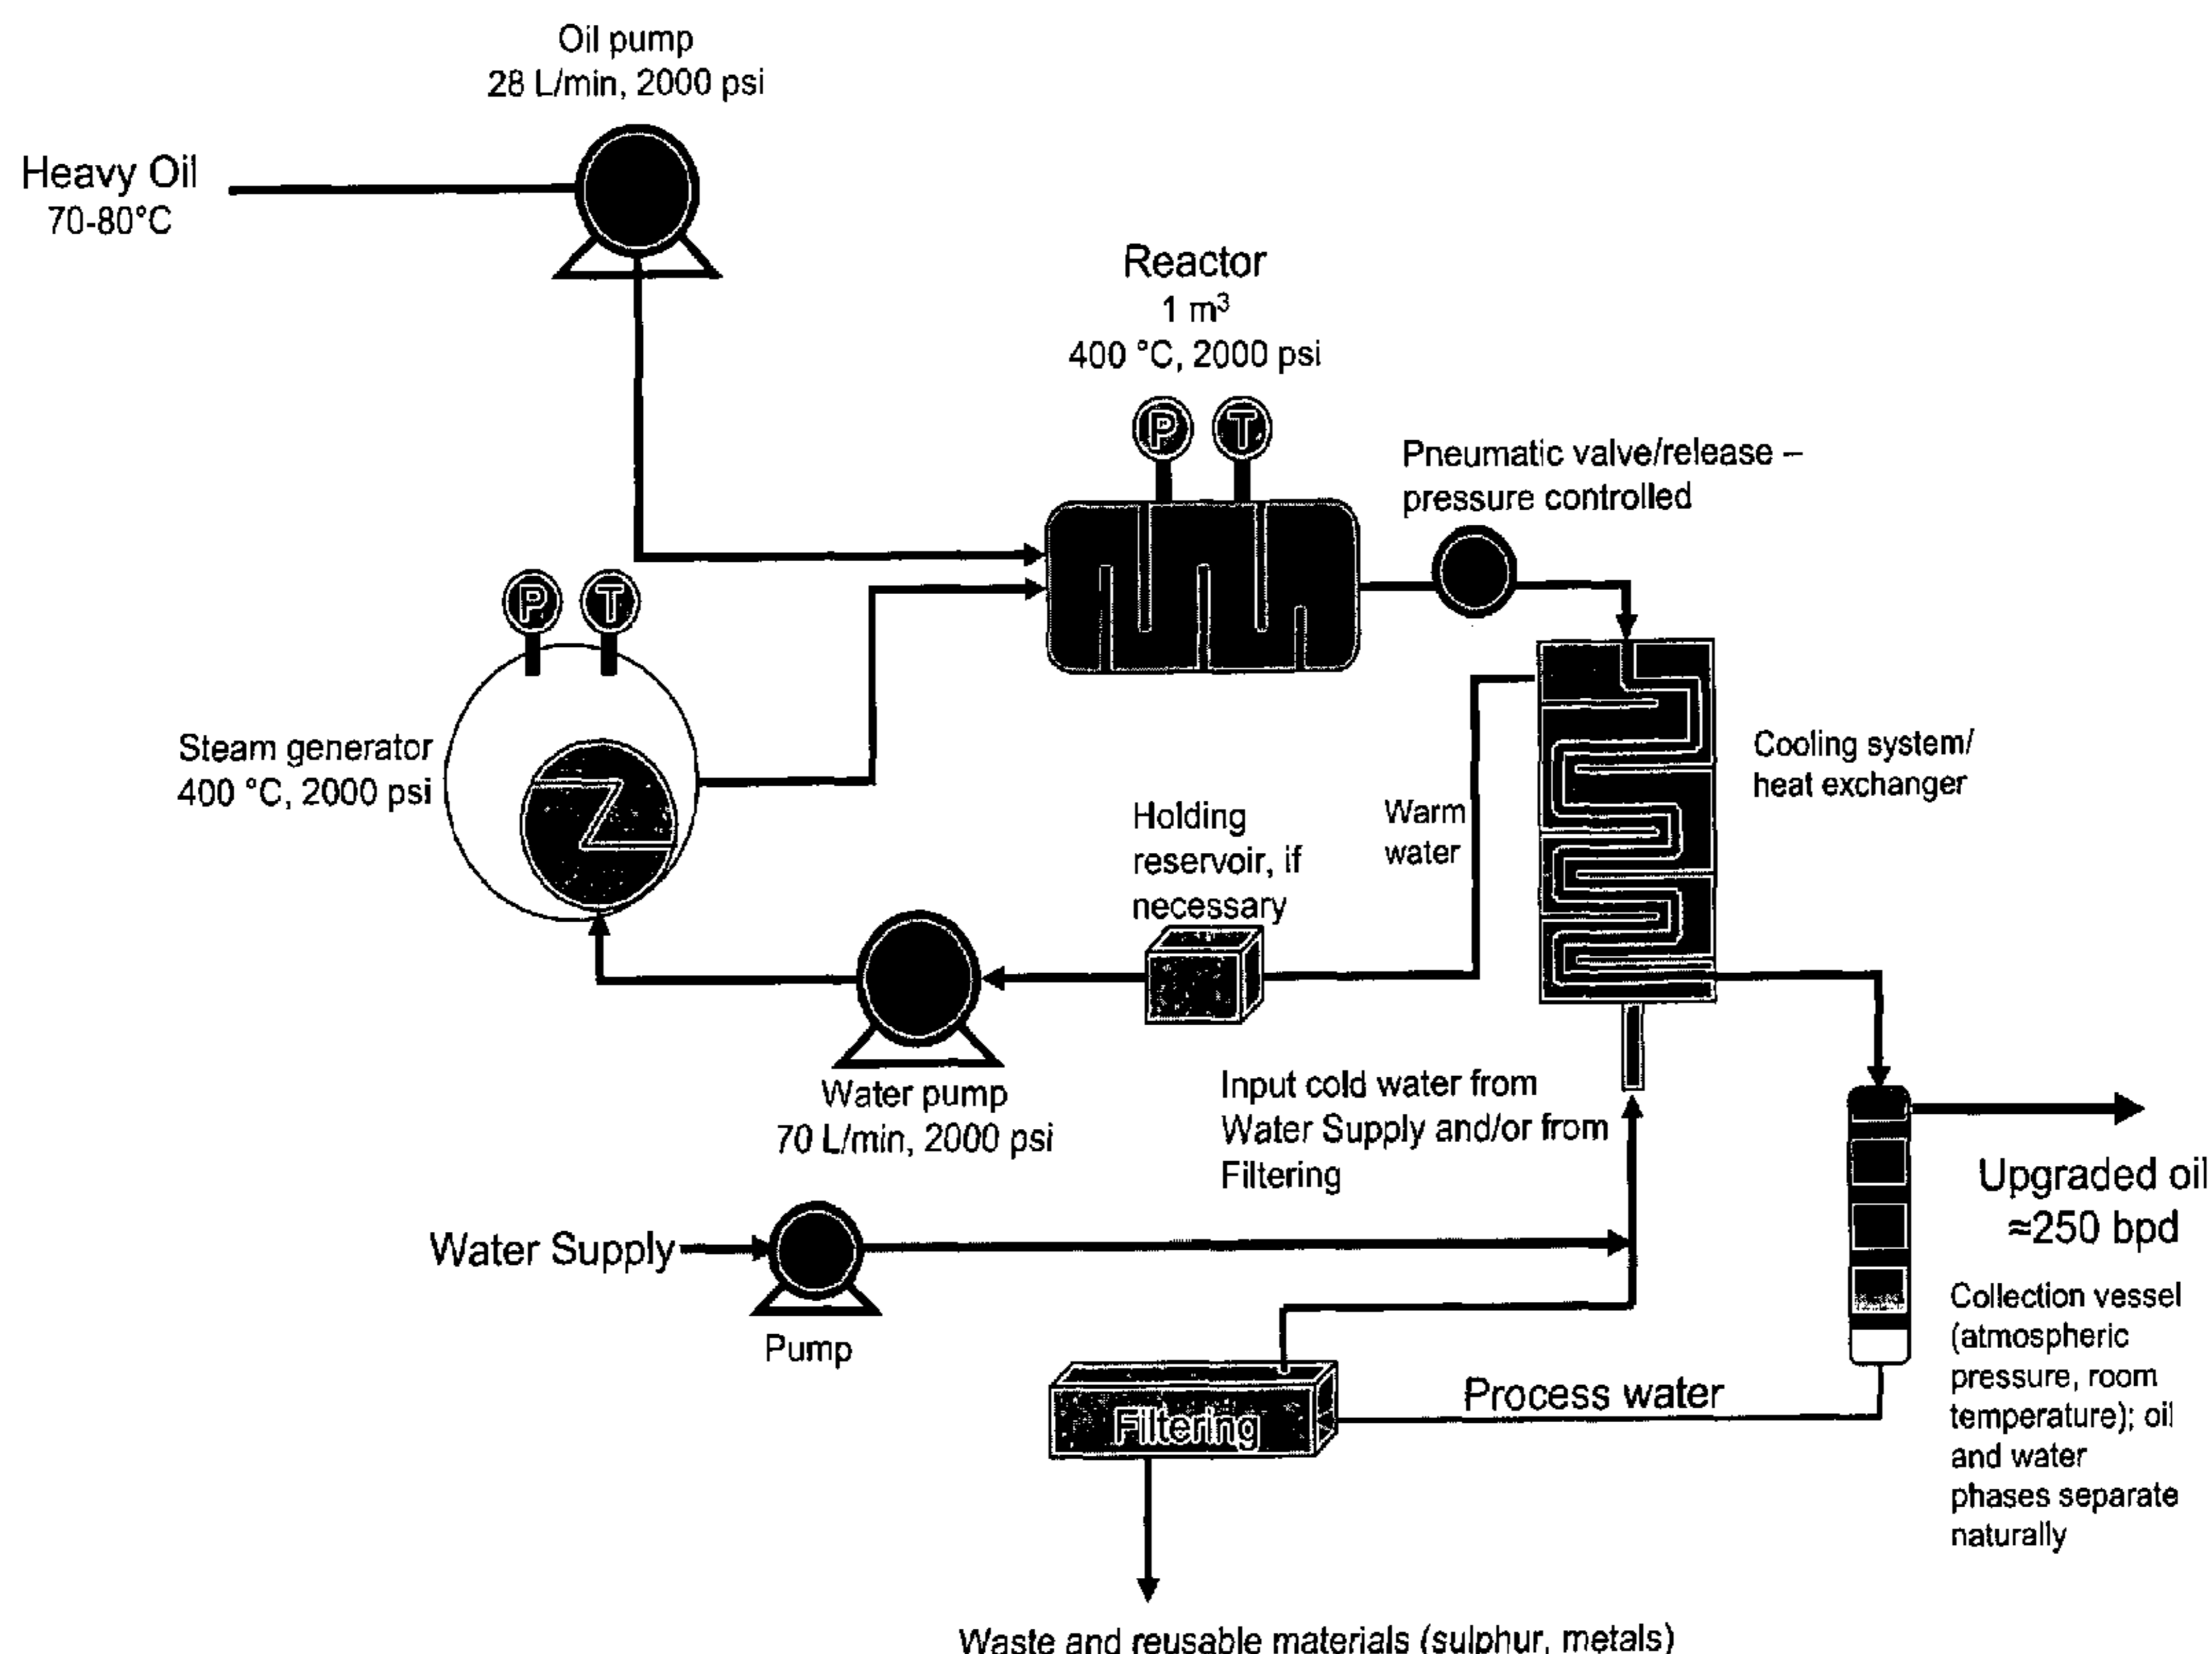 Oil pump
28 L/min, 2000 psi
Heavy Oil
70-80°C
Reactor
1 m³
400 °C, 2000 psi
P T
Pneumatic valve/release –
pressure controlled
P T
Steam generator
400 °C, 2000 psi
Cooling system/
heat exchanger
Holding
reservoir, if
necessary
Warm
water
Water pump
70 L/min, 2000 psi
Input cold water from
Water Supply and/or from
Filtering
Upgraded oil
≈250 bpd
Water Supply
Pump
Collection vessel
(atmospheric
pressure, room
temperature); oil
and water
phases separate
naturally
Process water
Filtering
Waste and reusable materials (sulphur, metals)